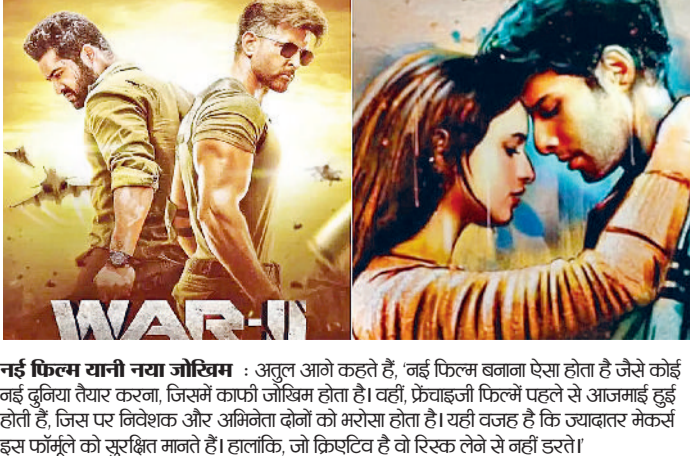 WAR-II
नई फिल्म यानी नया जोखिम : अतुल आगे कहते हैं, ‘नई फिल्म बनाना ऐसा होता है जैसे कोई
नई दुनिया तैयार करना, जिसमें काफी जोखिम होता है। वहीं, फ्रेंचाइजी फिल्में पहले से आजमाई हुई
होती हैं, जिस पर निवेशक और अभिनेता दोनों को भरोसा होता है। यही वजह है कि ज्यादातर मेकर्स
इस फॉर्मूले को सुरक्षित मानते हैं। हालांकि, जो क्रिएटिव है वो रिस्क लेने से नहीं डरते।’